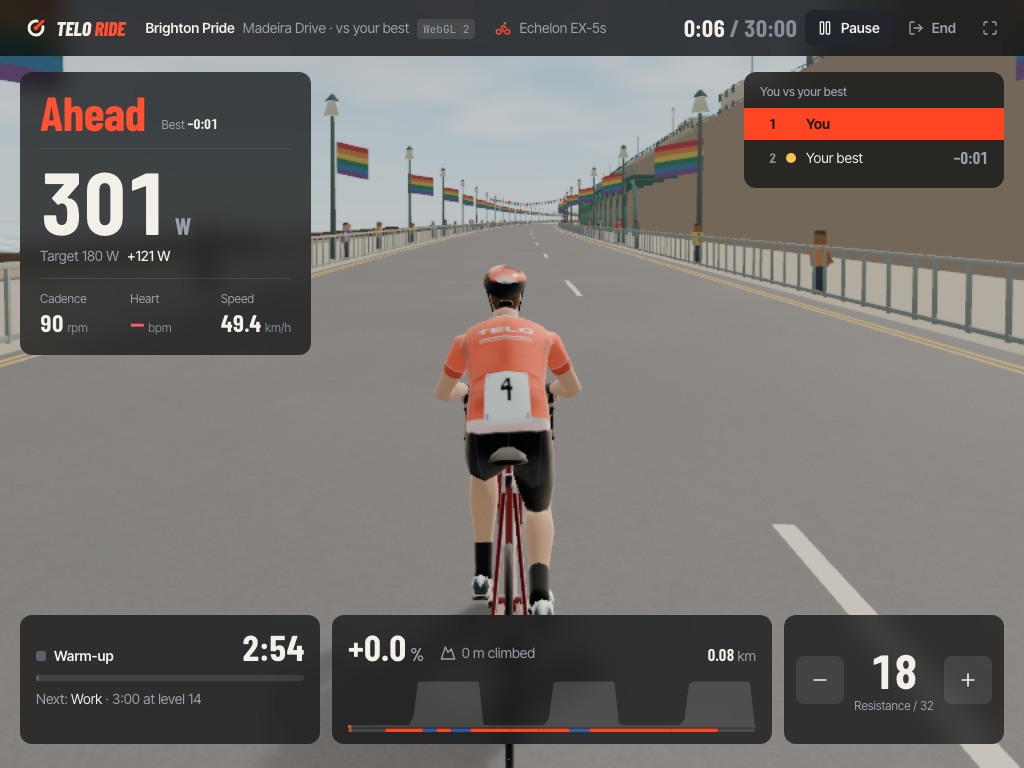 TELO RIDE
Brighton Pride Madeira Drive · vs your best WebGL 2 Echelon EX-5s 0:06 / 30:00 Pause End
Ahead Best −0:01
301 W
Target 180 W +121 W
Cadence Heart Speed
90 rpm – bpm 49.4 km/h
You vs your best
1 You
2 Your best −0:01
TELO
4
Warm-up 2:54
Next: Work · 3:00 at level 14
+0.0 % 0 m climbed 0.08 km
− 18 +
Resistance / 32